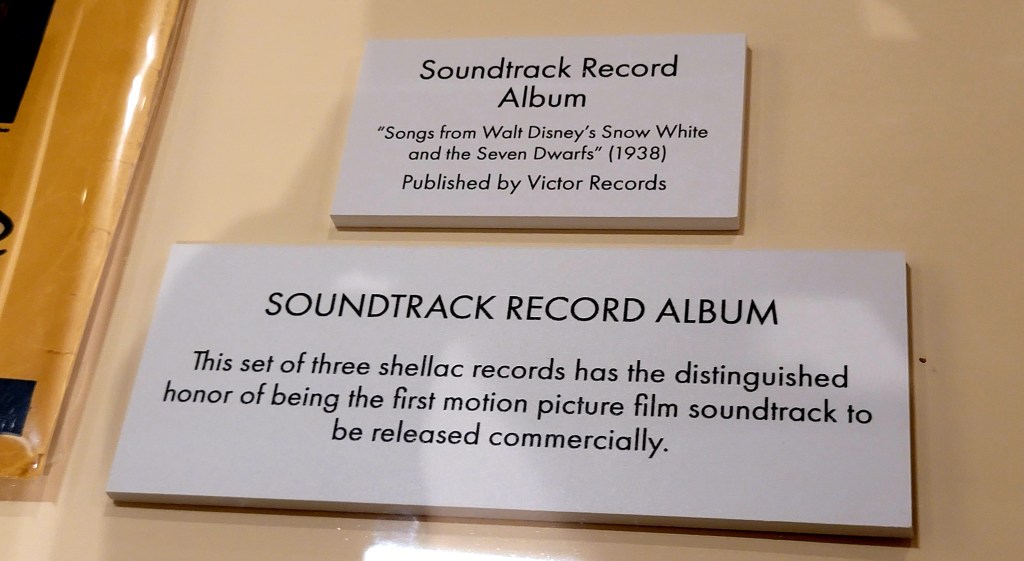 Soundtrack Record
Album
“Songs from Walt Disney’s Snow White
and the Seven Dwarfs” (1938)
Published by Victor Records
SOUNDTRACK RECORD ALBUM
This set of three shellac records has the distinguished
honor of being the first motion picture film soundtrack to
be released commercially.